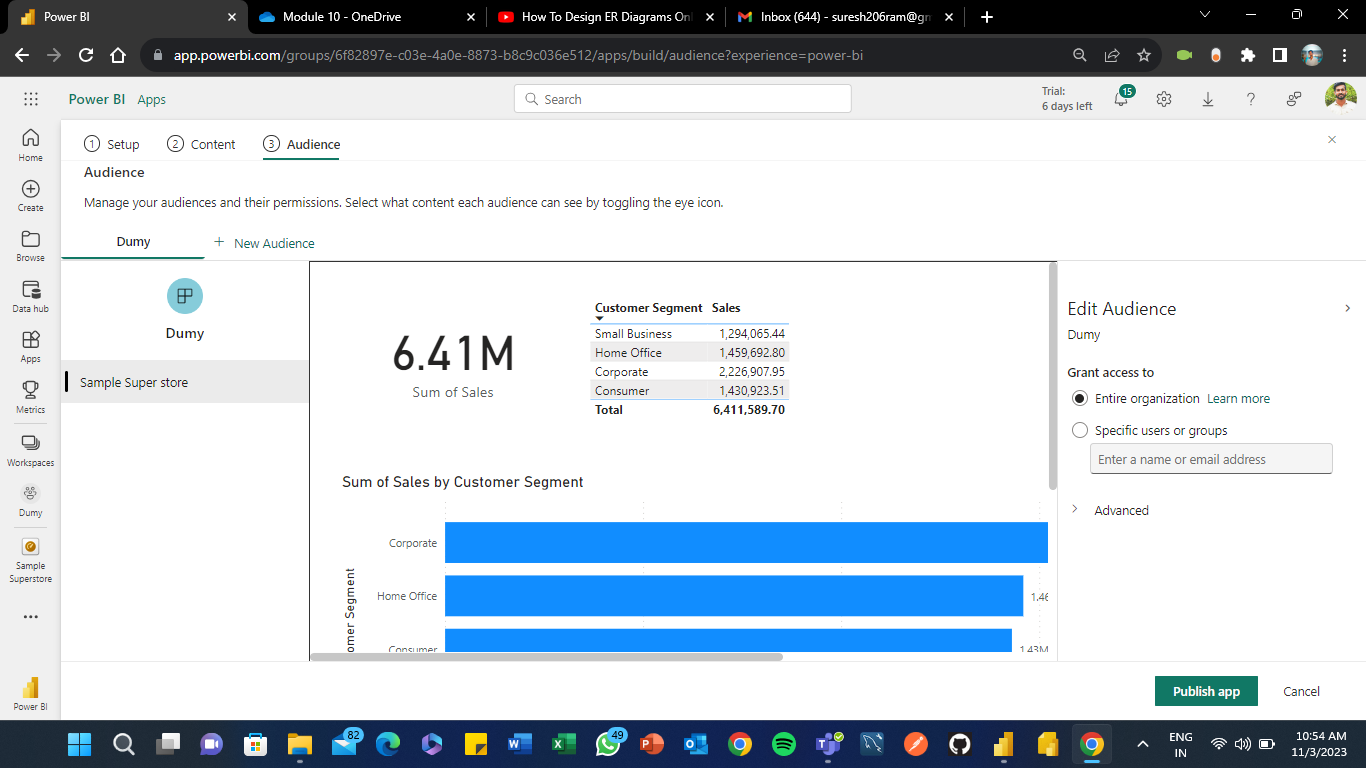 Power BI
Module 10 - OneDrive
How To Design ER Diagrams Onl
Inbox (644) - suresh206ram@gm
app.powerbi.com/groups/6f82897e-c03e-4a0e-8873-b8c9c036e512/apps/build/audience?experience=power-bi
Power BI Apps
Search
Trial:
6 days left
15
Home
Create
Browse
Data hub
Apps
Metrics
Workspaces
Dumy
Sample
Superstore
Power BI
1 Setup
2 Content
3 Audience
Audience
Manage your audiences and their permissions. Select what content each audience can see by toggling the eye icon.
Dumy
+ New Audience
Dumy
Sample Super store
6.41M
Sum of Sales
Customer Segment Sales
Small Business 1,294,065.44
Home Office 1,459,692.80
Corporate 2,226,907.95
Consumer 1,430,923.51
Total 6,411,589.70
Sum of Sales by Customer Segment
omer Segment
Corporate
Home Office 1.46
Consumer 1.43M
Edit Audience
Dumy
Grant access to
Entire organization Learn more
Specific users or groups
Enter a name or email address
Advanced
Publish app
Cancel
82
49
ENG
IN
10:54 AM
11/3/2023